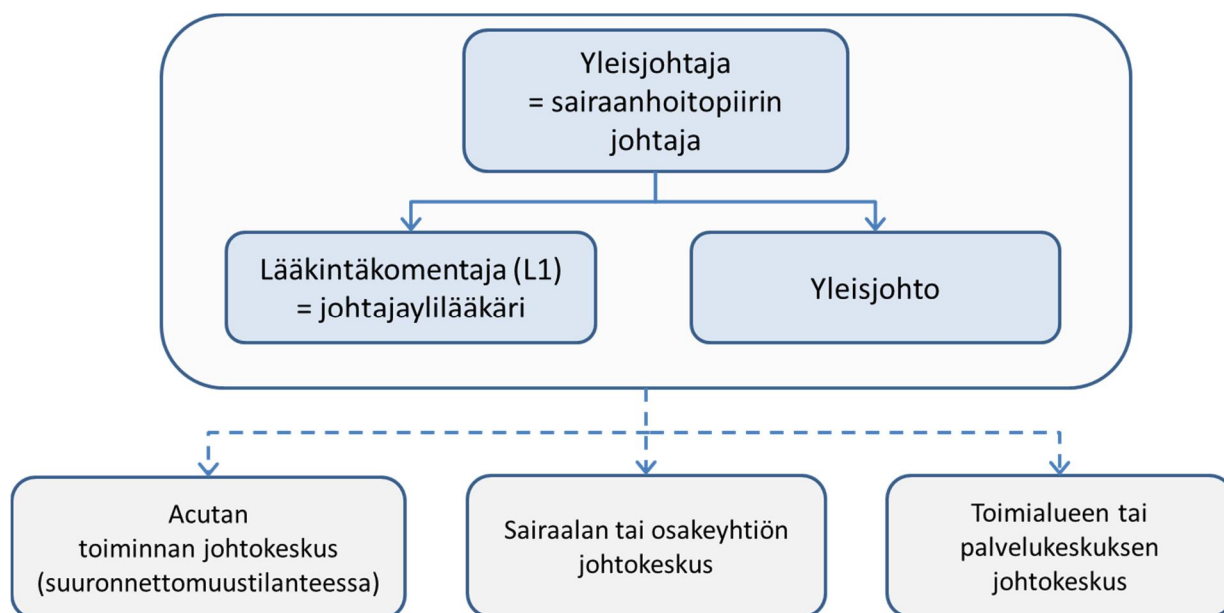 Yleisjohtaja
= sairaanhoitopiirin
johtaja
Lääkintäkomentaja (L1)
= johtajaylilääkäri
Yleisjohto
Acutan
toiminnan johtokeskus
(suuronnettomuustilanteessa)
Sairaalan tai osakeyhtiön
johtokeskus
Toimialueen tai
palvelukeskuksen
johtokeskus